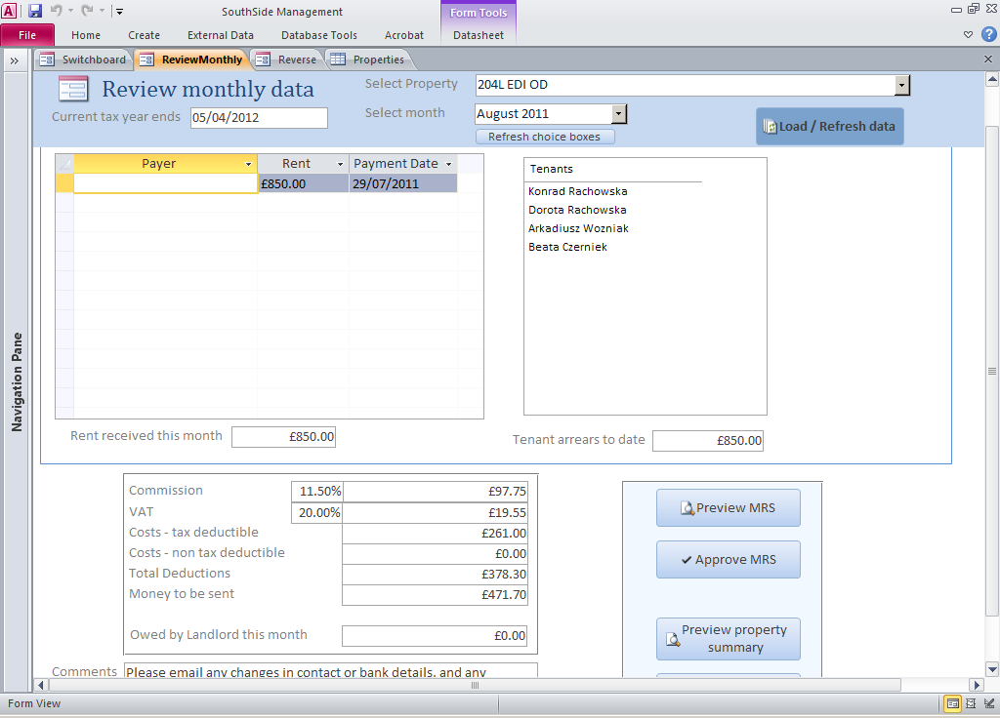 SouthSide Management
Form Tools
File Home Create External Data Database Tools Acrobat Datasheet
Switchboard ReviewMonthly Reverse Properties
Review monthly data
Select Property 204L EDI OD
Current tax year ends 05/04/2012
Select month August 2011
Refresh choice boxes
Load / Refresh data
Payer Rent Payment Date
£850.00 29/07/2011
Tenants
Konrad Rachowska
Dorota Rachowska
Arkadiusz Wozniak
Beata Czerniek
Navigation Pane
Rent received this month £850.00
Tenant arrears to date £850.00
Commission 11.50% £97.75
VAT 20.00% £19.55
Costs - tax deductible £261.00
Costs - non tax deductible £0.00
Total Deductions £378.30
Money to be sent £471.70
Owed by Landlord this month £0.00
Preview MRS
Approve MRS
Preview property
summary
Comments Please email any changes in contact or bank details, and any
Form View